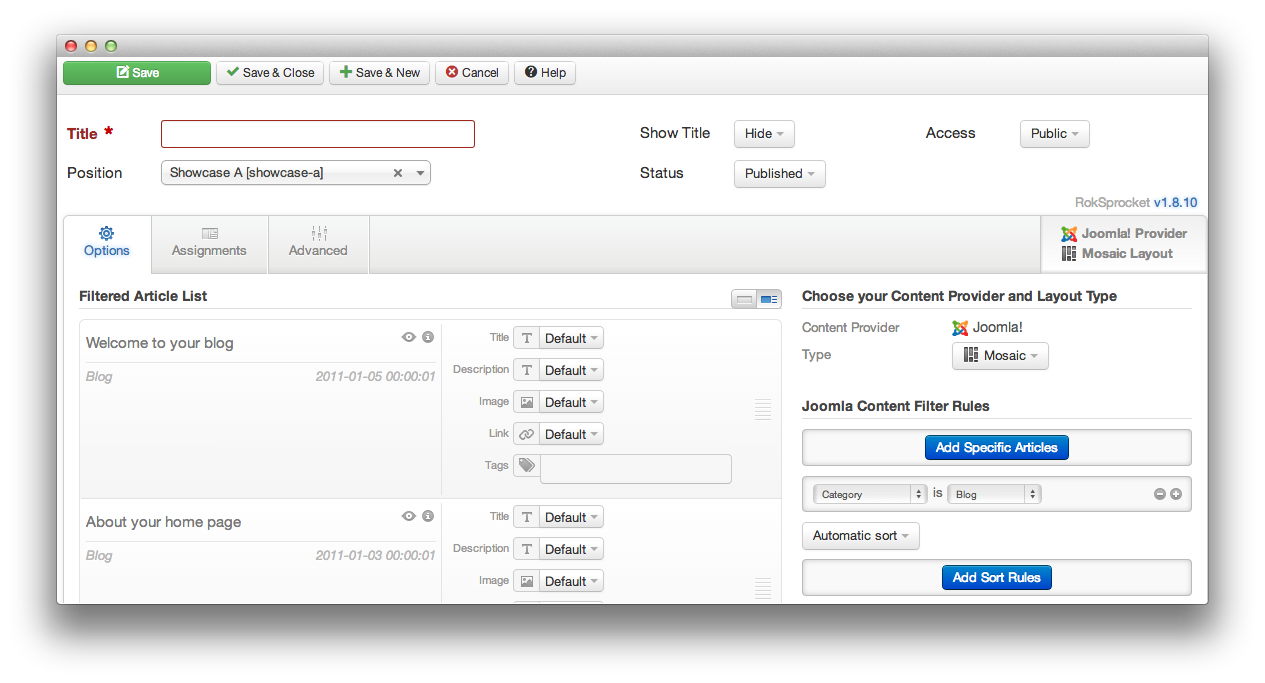 Save Save & Close Save & New Cancel Help
Title * Show Title Hide Access Public
Position Showcase A [showcase-a] Status Published
RokSprocket v1.8.10
Options Assignments Advanced
Joomla! Provider
Mosaic Layout
Filtered Article List
Welcome to your blog
Blog 2011-01-05 00:00:01
Title Default
Description Default
Image Default
Link Default
Tags
About your home page
Blog 2011-01-03 00:00:01
Title Default
Description Default
Image Default
Choose your Content Provider and Layout Type
Content Provider Joomla!
Type Mosaic
Joomla Content Filter Rules
Add Specific Articles
Category is Blog
Automatic sort
Add Sort Rules